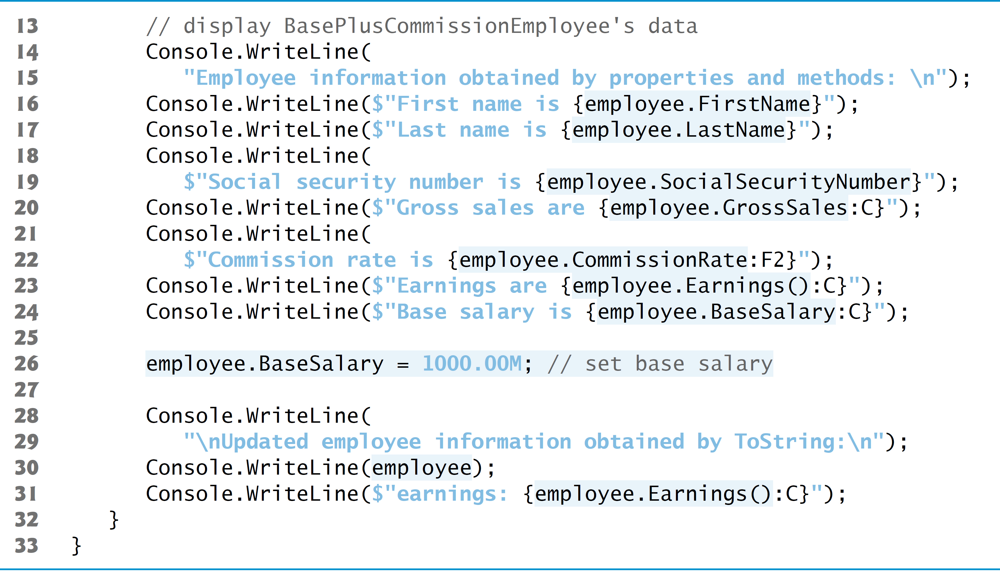 13 // display BasePlusCommissionEmployee's data
14 Console.WriteLine(
15 "Employee information obtained by properties and methods: \n");
16 Console.WriteLine($"First name is {employee.FirstName}");
17 Console.WriteLine($"Last name is {employee.LastName}");
18 Console.WriteLine(
19 $"Social security number is {employee.SocialSecurityNumber}");
20 Console.WriteLine($"Gross sales are {employee.GrossSales:C}");
21 Console.WriteLine(
22 $"Commission rate is {employee.CommissionRate:F2}");
23 Console.WriteLine($"Earnings are {employee.Earnings():C}");
24 Console.WriteLine($"Base salary is {employee.BaseSalary:C}");
25
26 employee.BaseSalary = 1000.00M; // set base salary
27
28 Console.WriteLine(
29 "\nUpdated employee information obtained by ToString:\n");
30 Console.WriteLine(employee);
31 Console.WriteLine($"earnings: {employee.Earnings():C}");
32 }
33 }